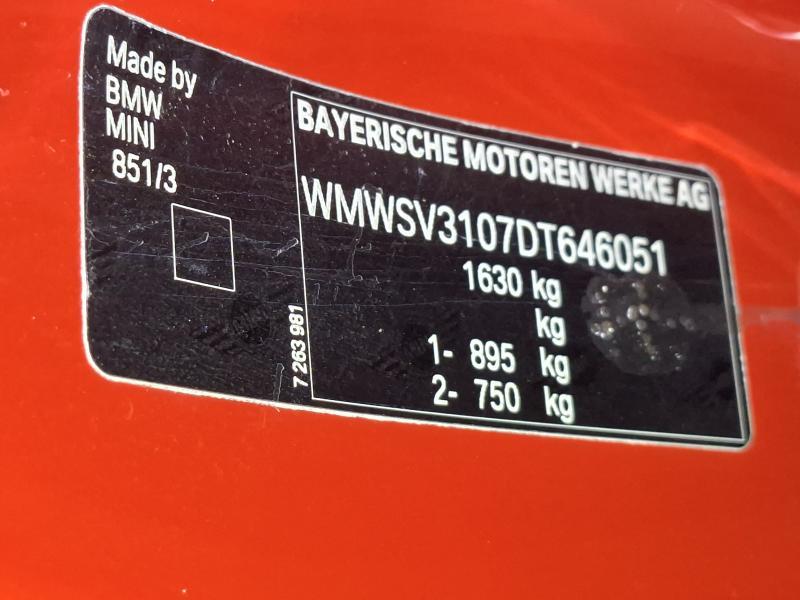 Made by
BMW
MINI
851/3
BAYERISCHE MOTOREN WERKE AG
WMWSV3107DT646051
1630 kg
kg
1- 895 kg
2- 750 kg
7 263 981